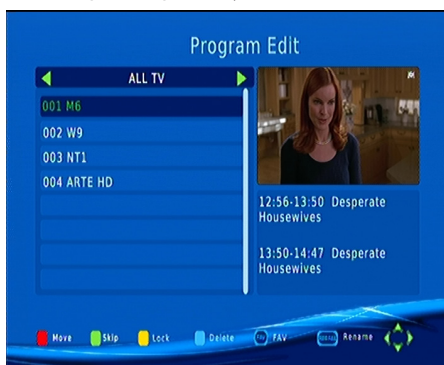 Program Edit
ALL TV
001 M6
002 W9
003 NT1
004 ARTE HD
12:56-13:50 Desperate
Housewives
13:50-14:47 Desperate
Housewives
Move Skip Lock Delete FAV FAV Rename